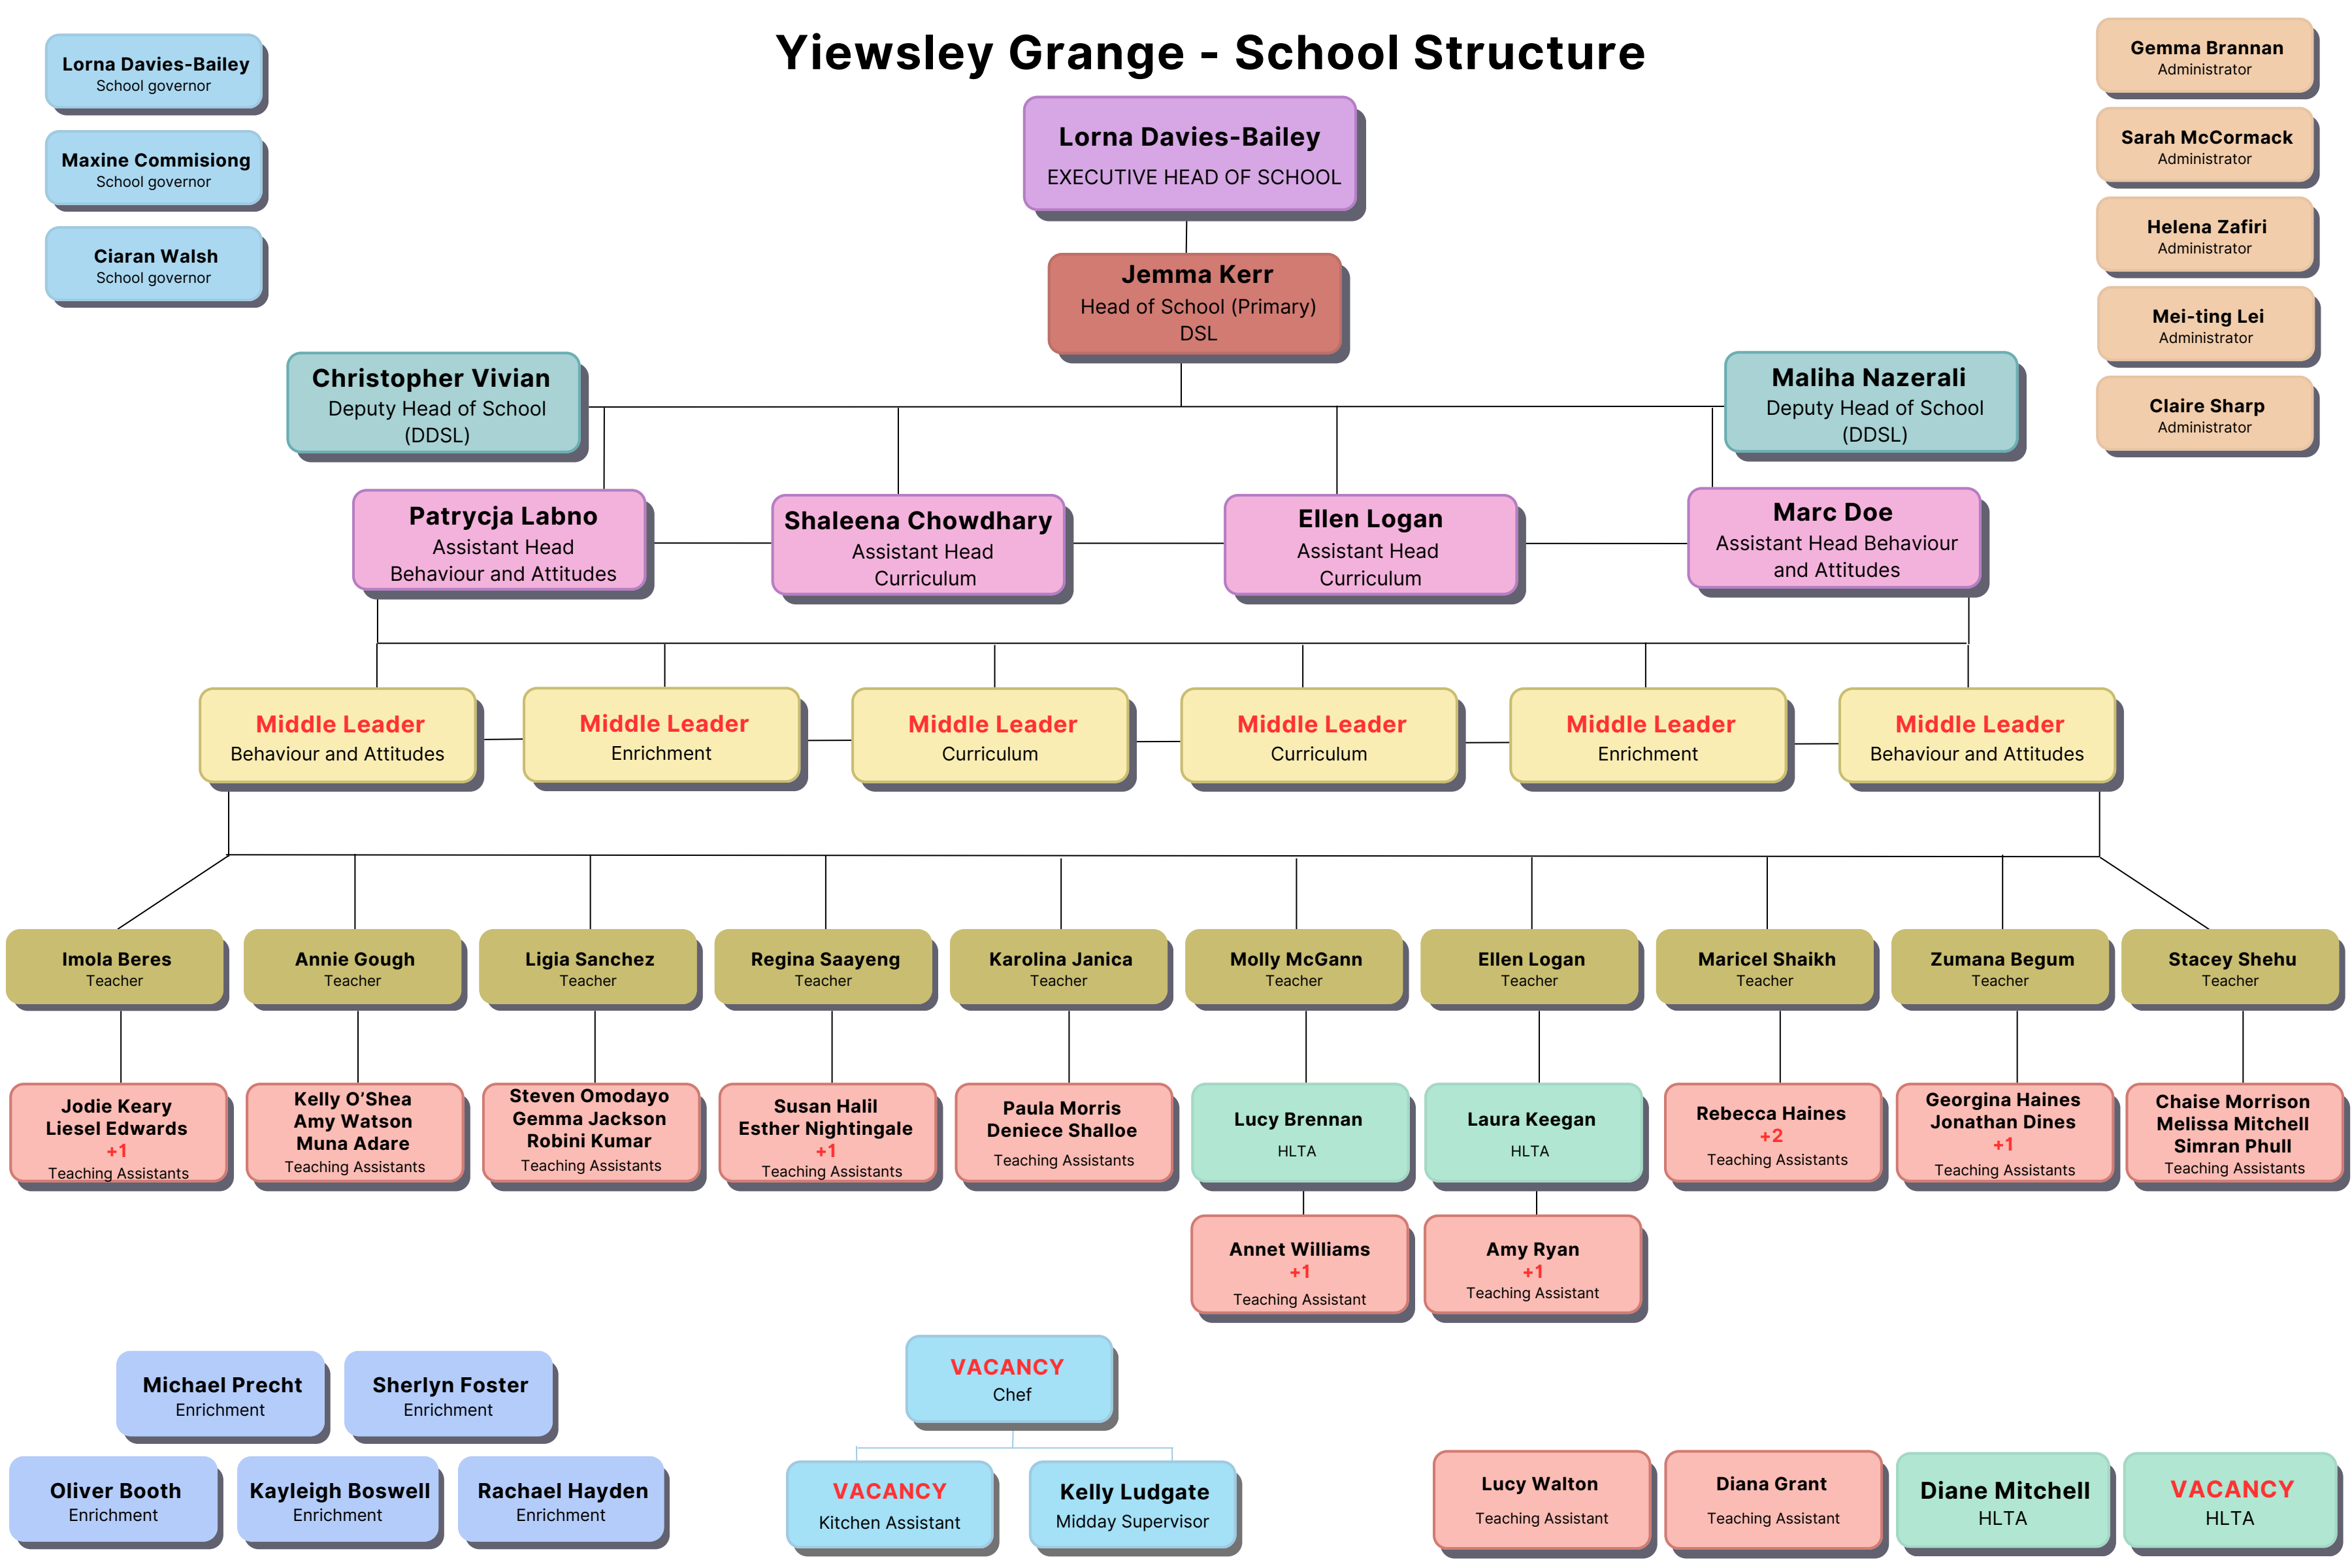 Yiewsley Grange - School Structure
Lorna Davies-Bailey
School governor
Maxine Commisiong
School governor
Ciaran Walsh
School governor
Lorna Davies-Bailey
EXECUTIVE HEAD OF SCHOOL
Jemma Kerr
Head of School (Primary)
DSL
Gemma Brannan
Administrator
Sarah McCormack
Administrator
Helena Zafiri
Administrator
Mei-ting Lei
Administrator
Claire Sharp
Administrator
Christopher Vivian
Deputy Head of School
(DDSL)
Maliha Nazerali
Deputy Head of School
(DDSL)
Patrycja Labno
Assistant Head
Behaviour and Attitudes
Shaleena Chowdhary
Assistant Head
Curriculum
Ellen Logan
Assistant Head
Curriculum
Marc Doe
Assistant Head Behaviour
and Attitudes
Middle Leader
Behaviour and Attitudes
Middle Leader
Enrichment
Middle Leader
Curriculum
Middle Leader
Curriculum
Middle Leader
Enrichment
Middle Leader
Behaviour and Attitudes
Imola Beres
Teacher
Annie Gough
Teacher
Ligia Sanchez
Teacher
Regina Saayeng
Teacher
Karolina Janica
Teacher
Molly McGann
Teacher
Ellen Logan
Teacher
Maricel Shaikh
Teacher
Zumana Begum
Teacher
Stacey Shehu
Teacher
Jodie Keary
Liesel Edwards
+1
Teaching Assistants
Kelly O’Shea
Amy Watson
Muna Adare
Teaching Assistants
Steven Omodayo
Gemma Jackson
Robini Kumar
Teaching Assistants
Susan Halil
Esther Nightingale
+1
Teaching Assistants
Paula Morris
Deniece Shalloe
Teaching Assistants
Lucy Brennan
HLTA
Laura Keegan
HLTA
Rebecca Haines
+2
Teaching Assistants
Georgina Haines
Jonathan Dines
+1
Teaching Assistants
Chaise Morrison
Melissa Mitchell
Simran Phull
Teaching Assistants
Annet Williams
+1
Teaching Assistant
Amy Ryan
+1
Teaching Assistant
Michael Precht
Enrichment
Sherlyn Foster
Enrichment
Oliver Booth
Enrichment
Kayleigh Boswell
Enrichment
Rachael Hayden
Enrichment
VACANCY
Chef
VACANCY
Kitchen Assistant
Kelly Ludgate
Midday Supervisor
Lucy Walton
Teaching Assistant
Diana Grant
Teaching Assistant
Diane Mitchell
HLTA
VACANCY
HLTA